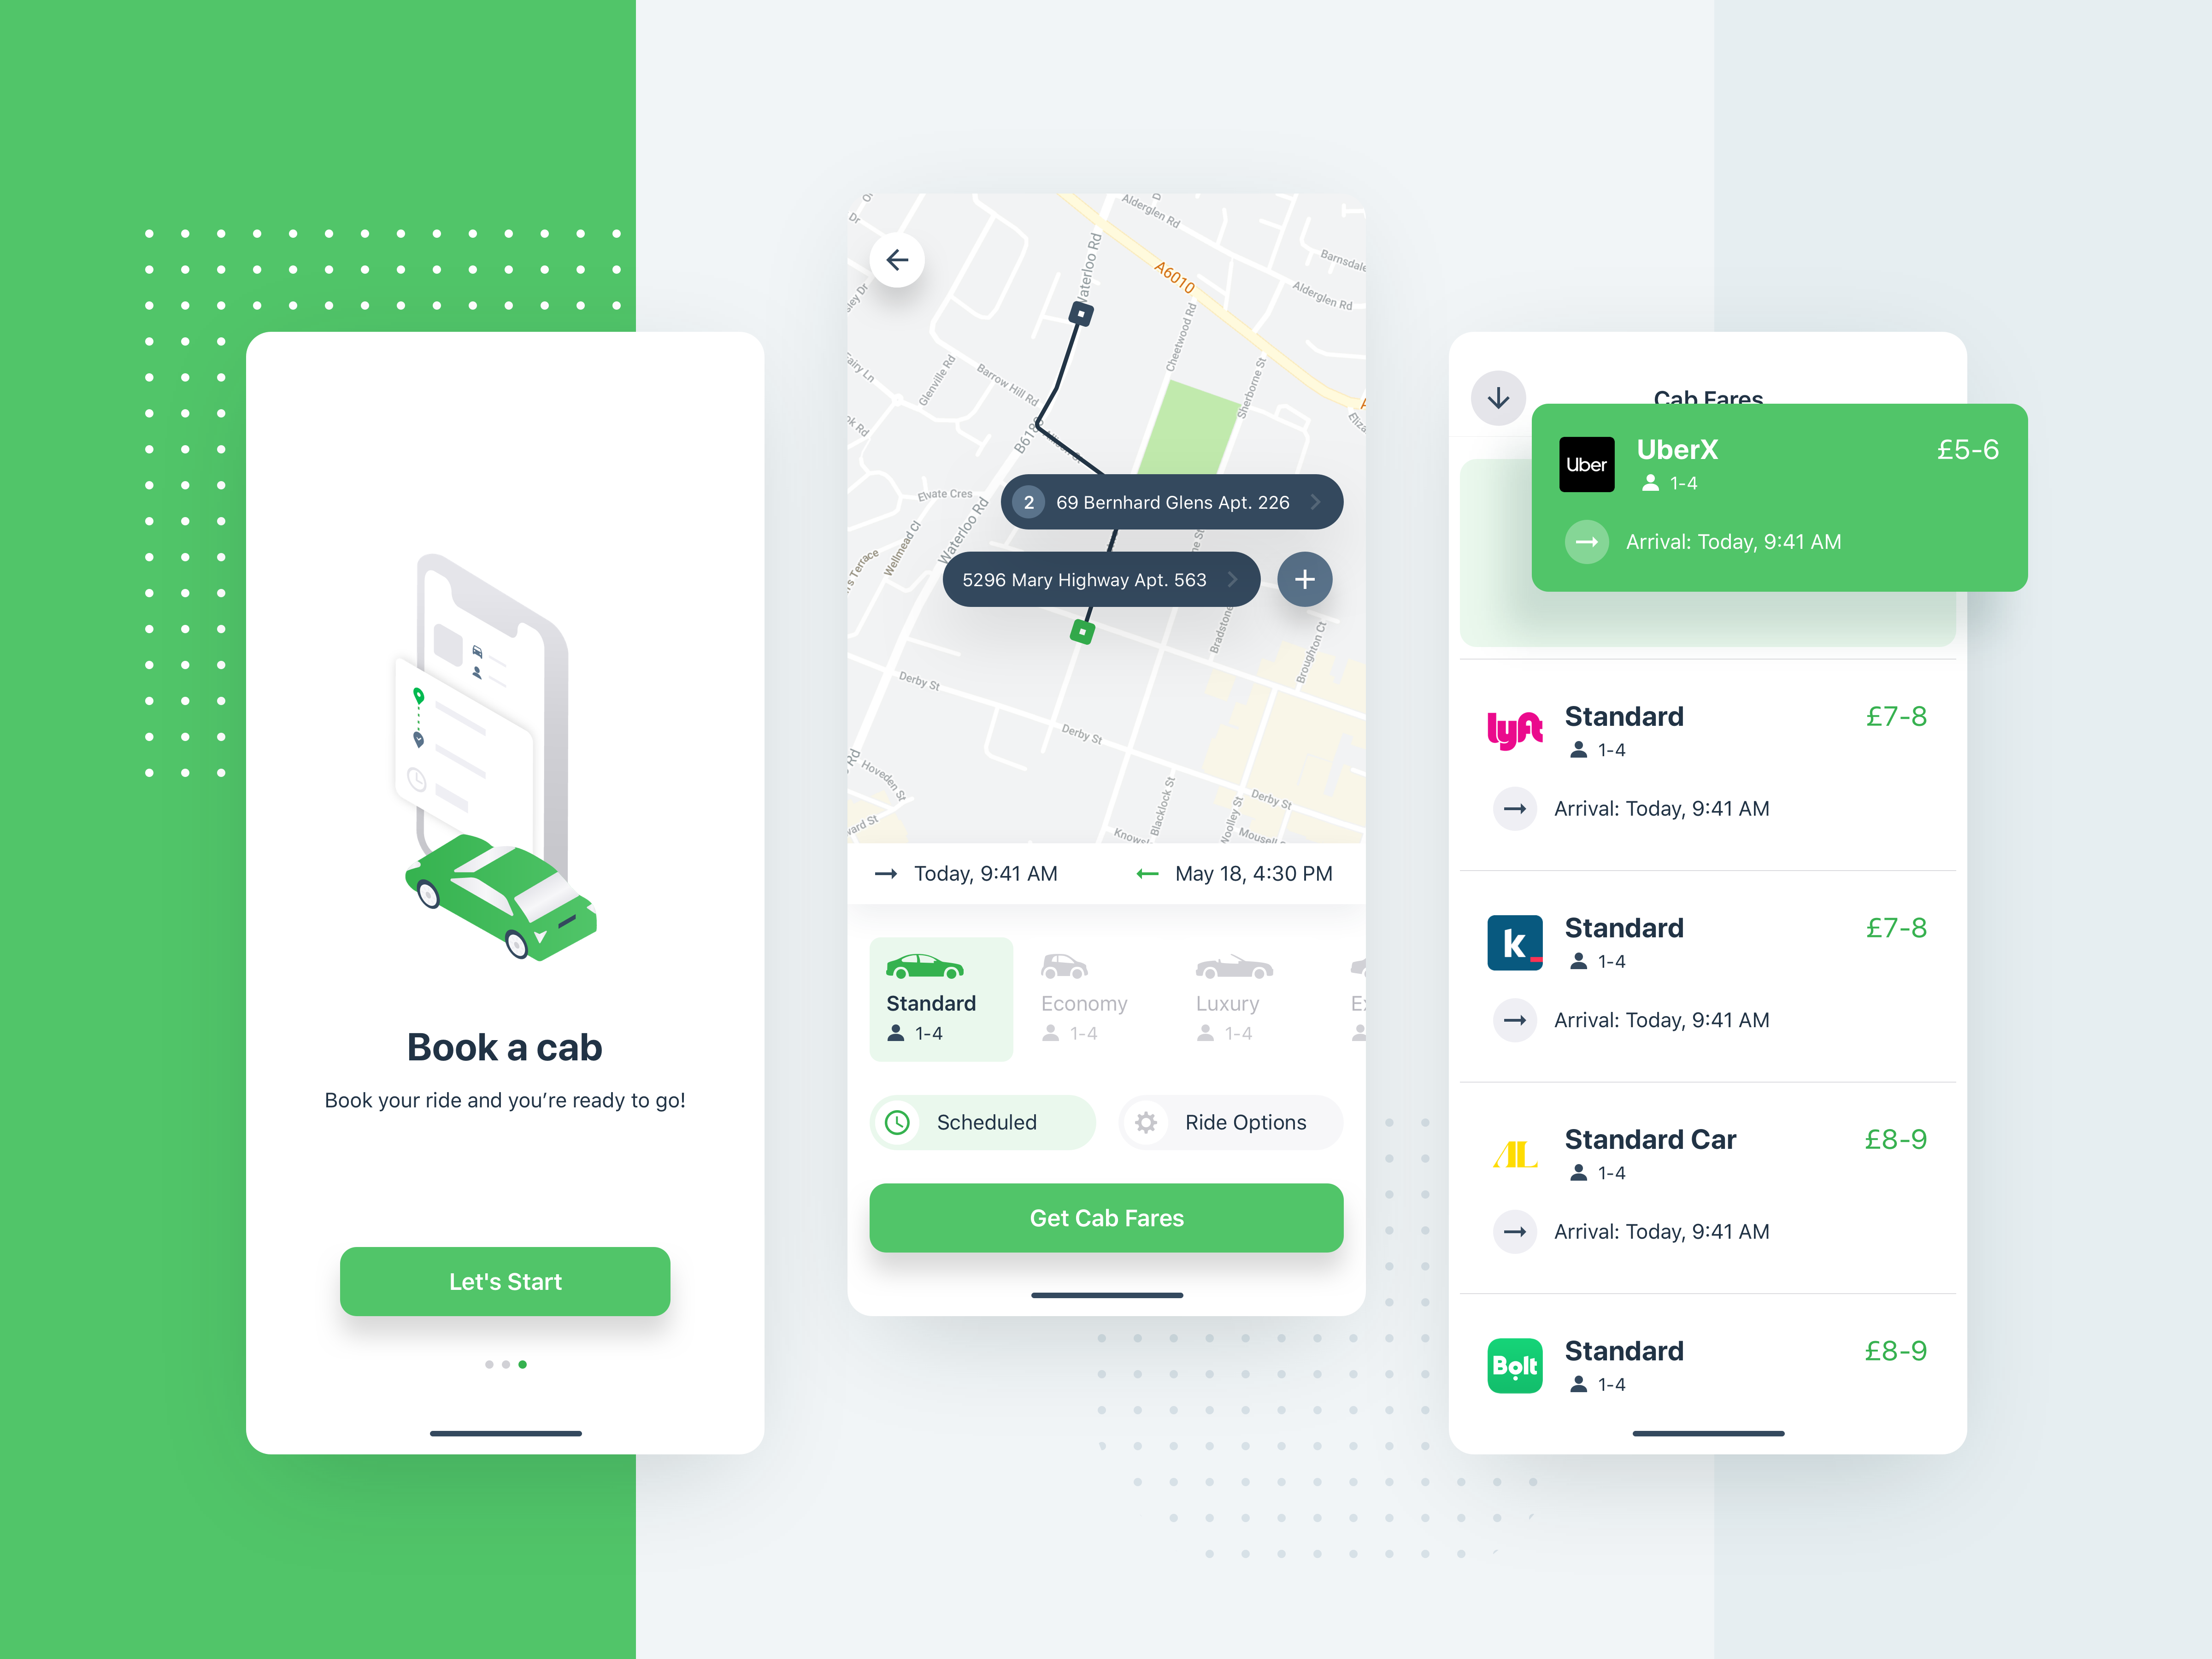 Book a cab
Book your ride and you’re ready to go!
Let's Start
Dr
Alderglen Rd
Waterloo Rd
A6010
Alderglen Rd
Cheetwood Rd
Glenville Rd
Barrow Hill Rd
Sherborne St
Elvate Cres
Wellmead Cl
Waterloo Rd
2
69 Bernhard Glens Apt. 226
5296 Mary Highway Apt. 563
Broughton Ct
Derby St
Derby St
Derby St
Hoveden St
Blacklock St
Woolley St
Today, 9:41 AM
May 18, 4:30 PM
Standard
1-4
Economy
1-4
Luxury
1-4
Scheduled
Ride Options
Get Cab Fares
Cab Fares
Uber
UberX
£5-6
1-4
Arrival: Today, 9:41 AM
lyft
Standard
£7-8
1-4
Arrival: Today, 9:41 AM
k
Standard
£7-8
1-4
Arrival: Today, 9:41 AM
AL
Standard Car
£8-9
1-4
Arrival: Today, 9:41 AM
Bolt
Standard
£8-9
1-4